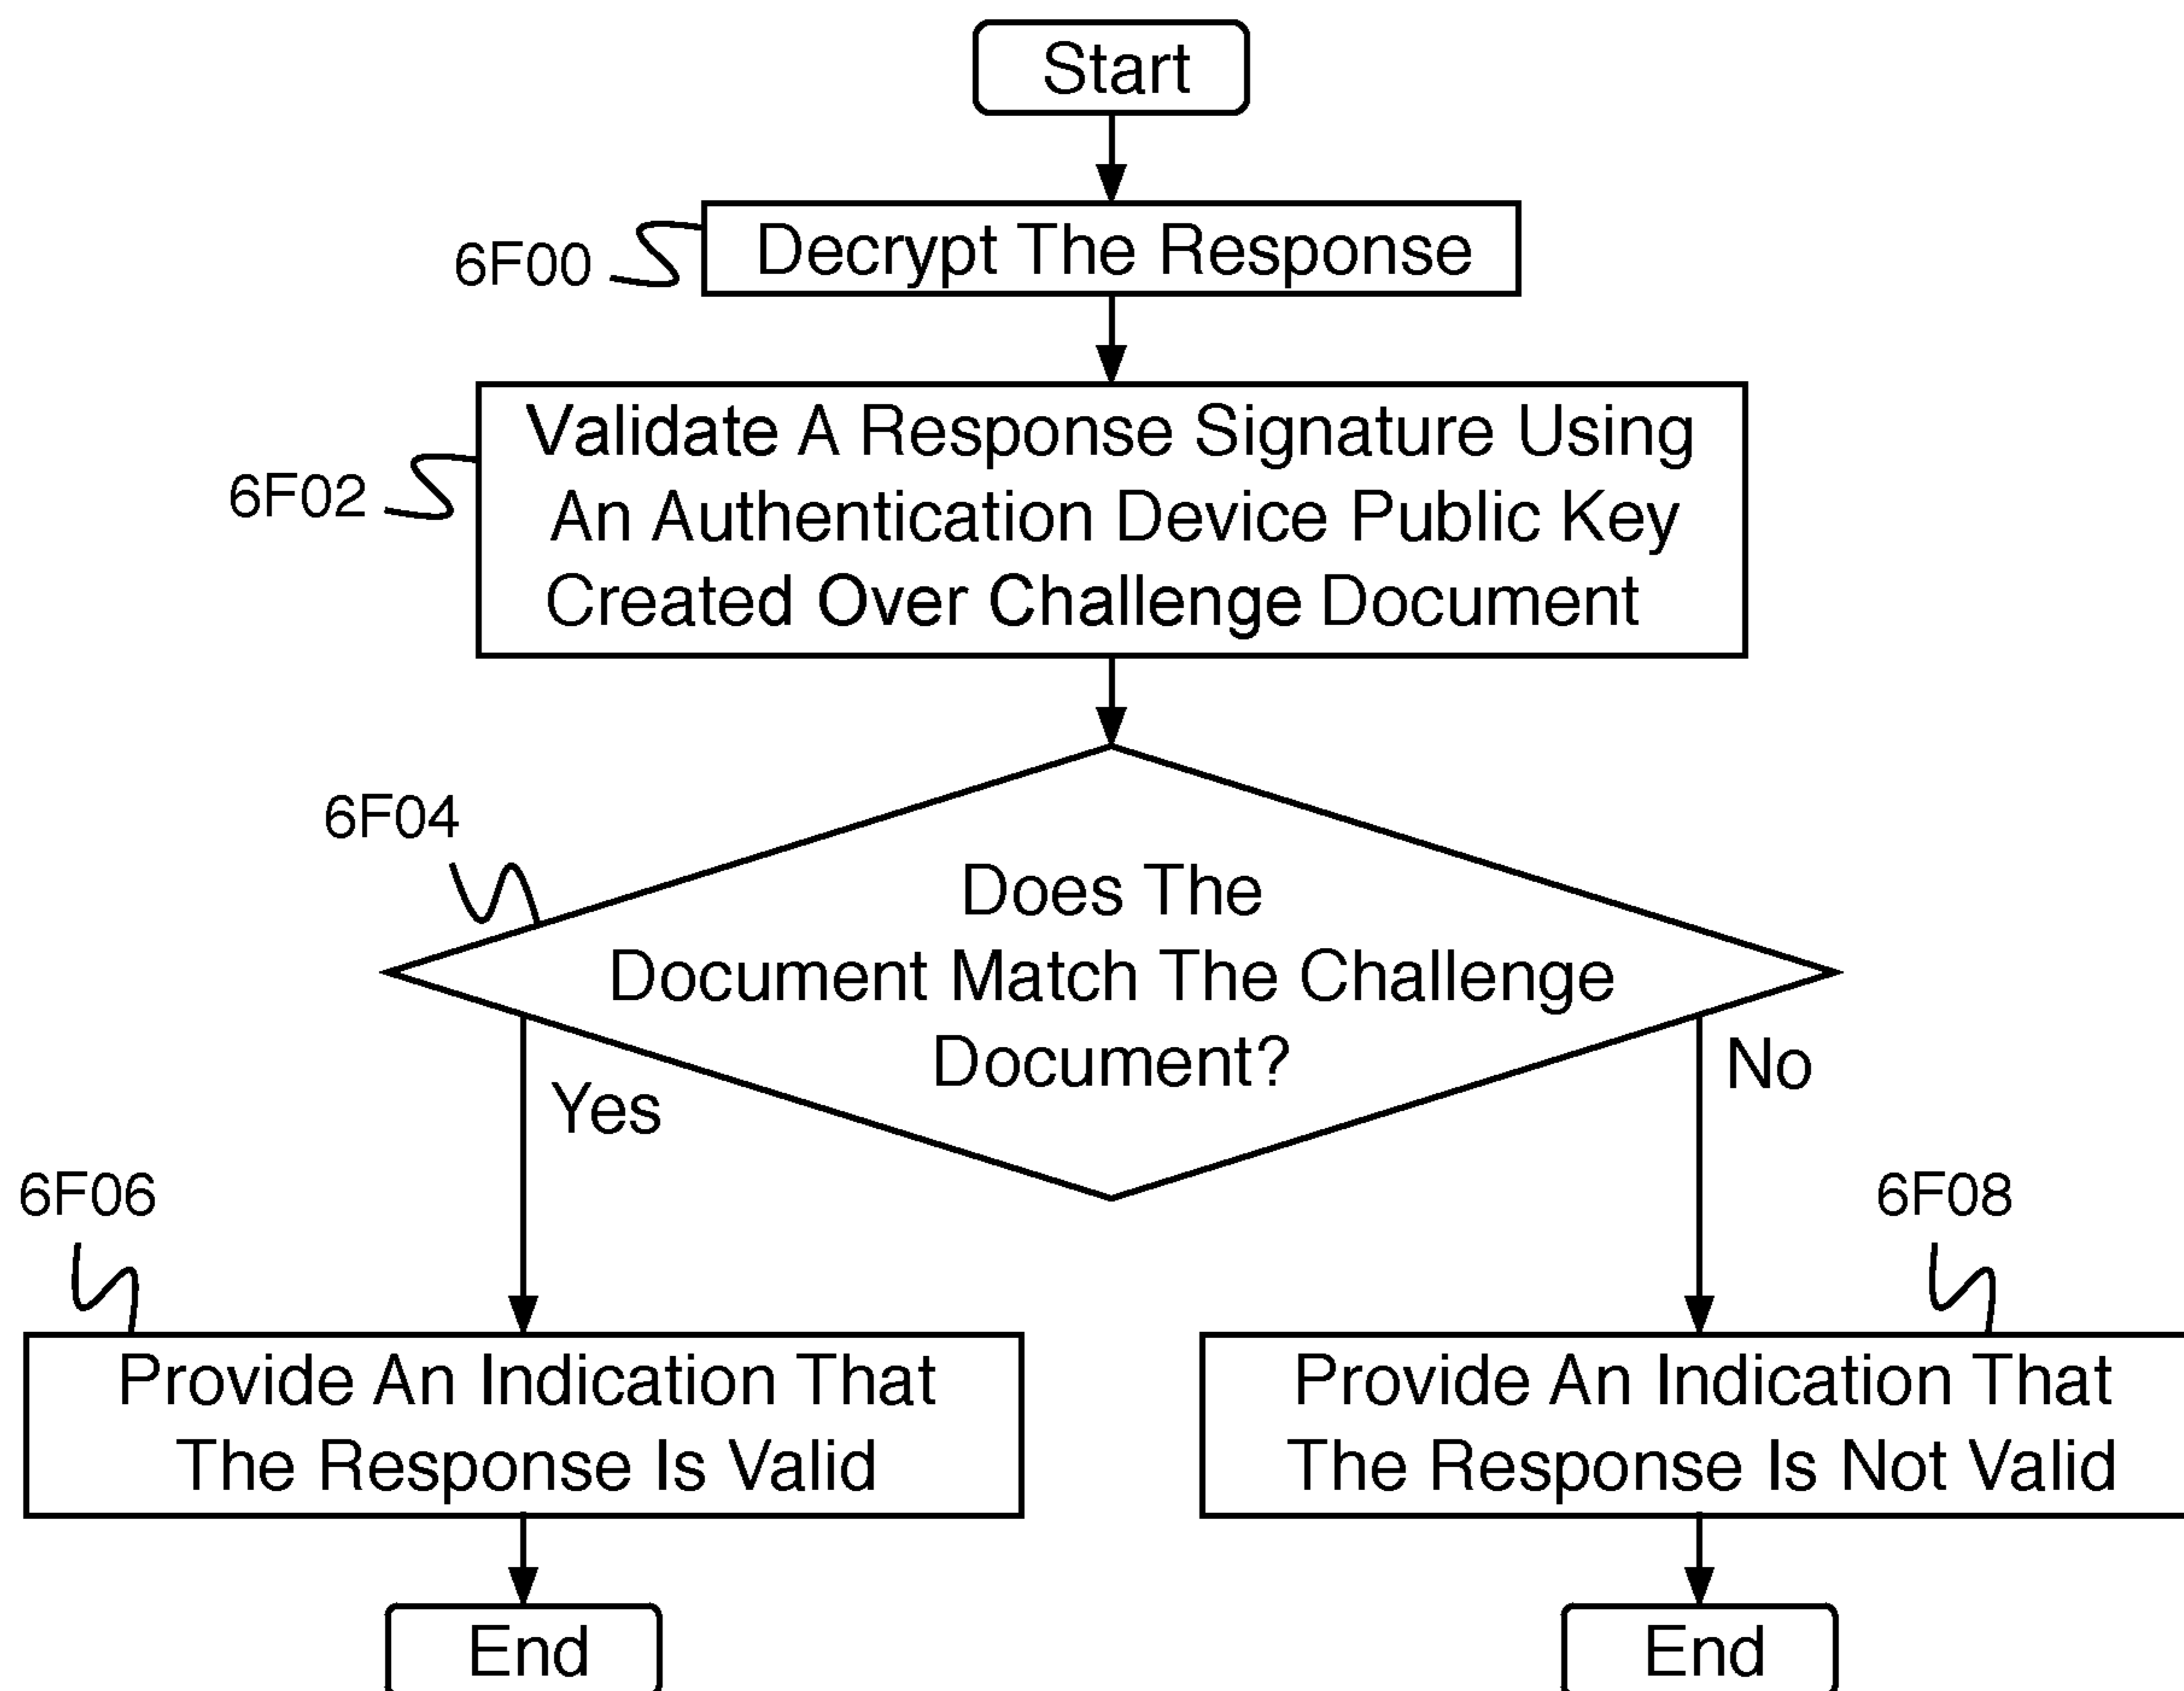 Start
6F00
Decrypt The Response
6F02
Validate A Response Signature Using
An Authentication Device Public Key
Created Over Challenge Document
6F04
Does The
Document Match The Challenge
Document?
Yes
No
6F06
Provide An Indication That
The Response Is Valid
End
6F08
Provide An Indication That
The Response Is Not Valid
End